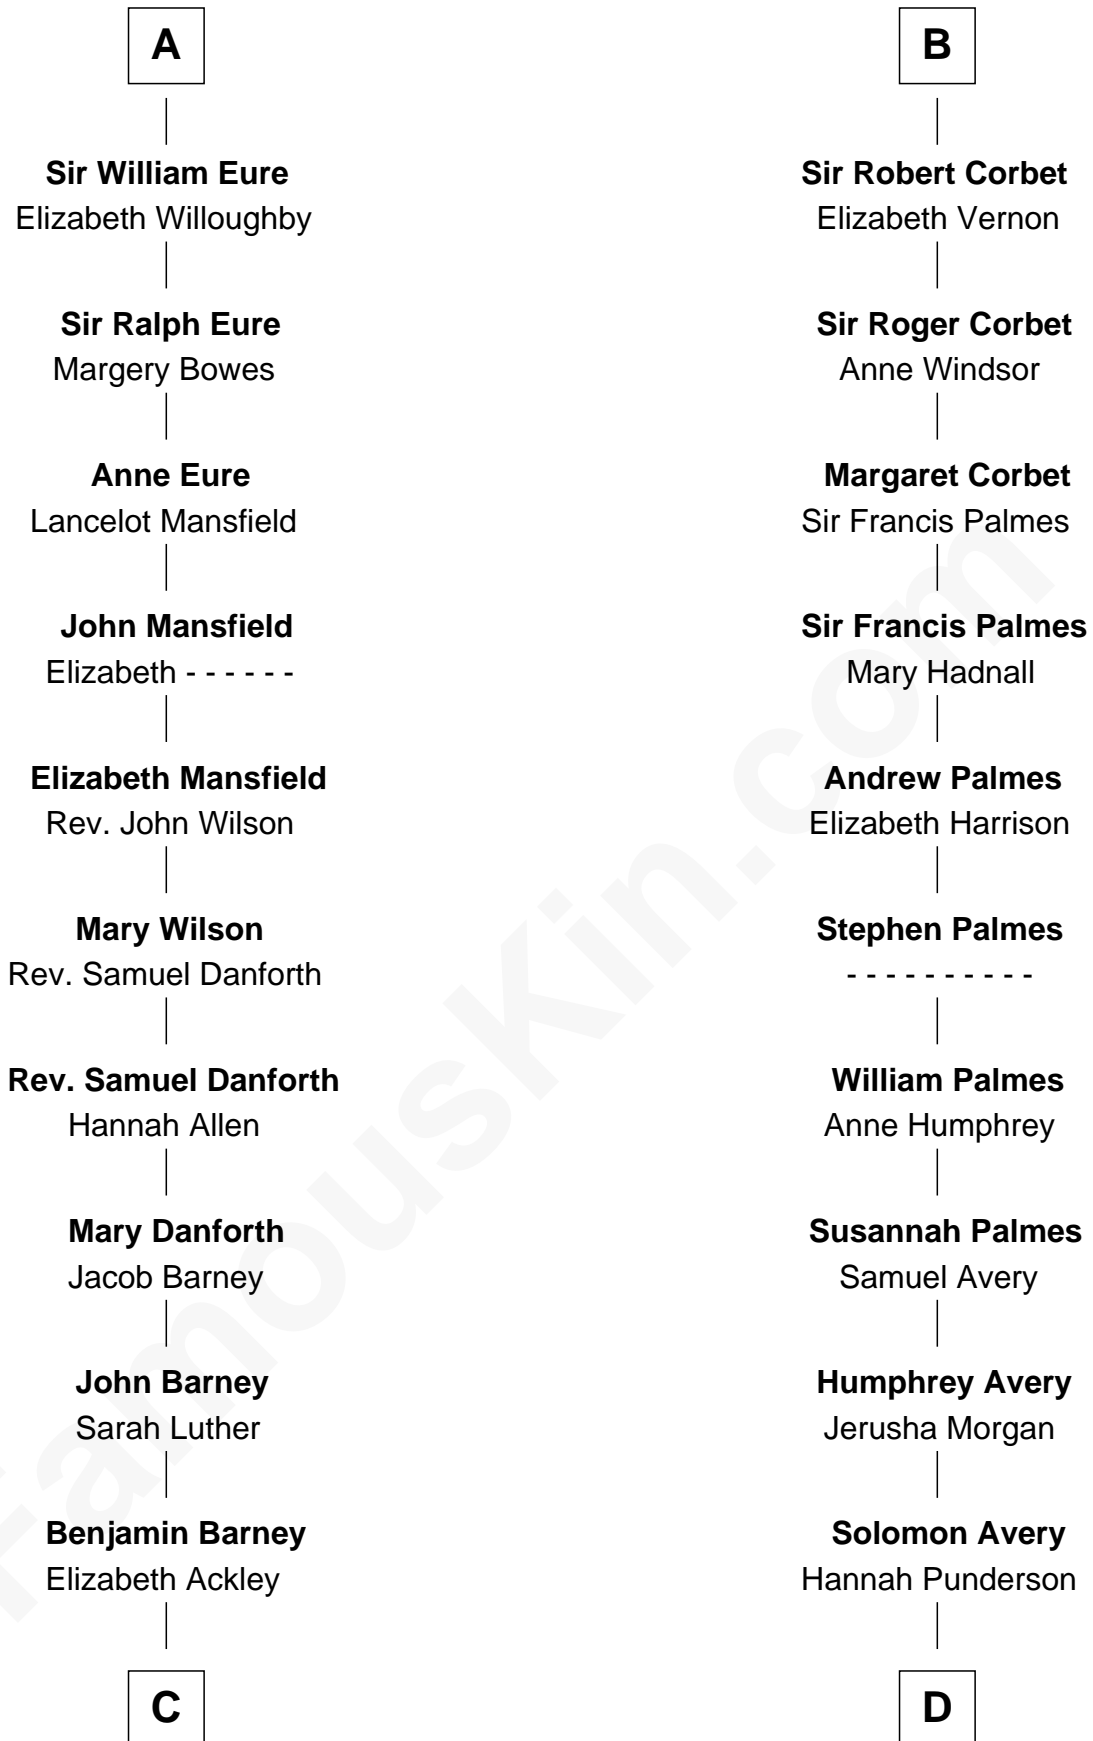 A
Sir William Eure
Elizabeth Willoughby
Sir Ralph Eure
Margery Bowes
Anne Eure
Lancelot Mansfield
John Mansfield
Elizabeth - - - - - -
Elizabeth Mansfield
Rev. John Wilson
Mary Wilson
Rev. Samuel Danforth
Rev. Samuel Danforth
Hannah Allen
Mary Danforth
Jacob Barney
John Barney
Sarah Luther
Benjamin Barney
Elizabeth Ackley
C
B
Sir Robert Corbet
Elizabeth Vernon
Sir Roger Corbet
Anne Windsor
Margaret Corbet
Sir Francis Palmes
Sir Francis Palmes
Mary Hadnall
Andrew Palmes
Elizabeth Harrison
Stephen Palmes
- - - - - - - - - -
William Palmes
Anne Humphrey
Susannah Palmes
Samuel Avery
Humphrey Avery
Jerusha Morgan
Solomon Avery
Hannah Punderson
D
FamousKin.com